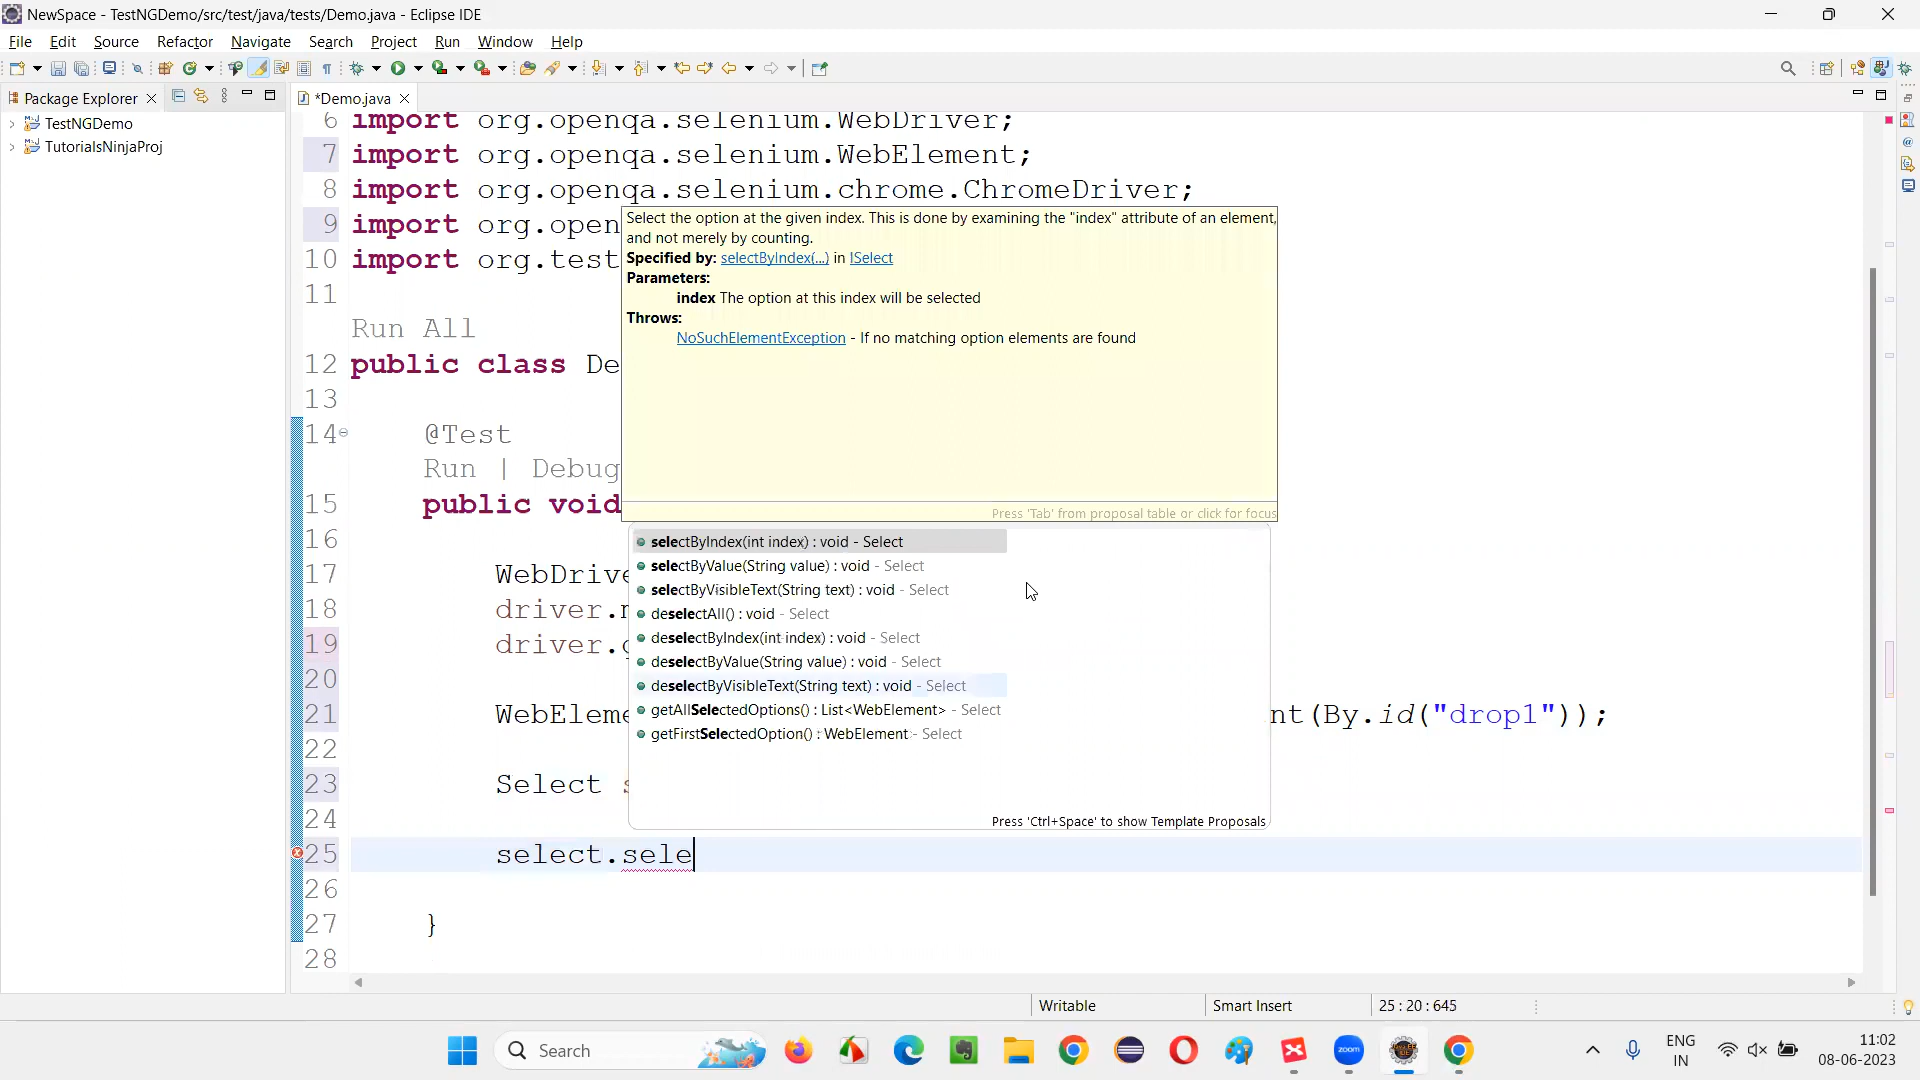 NewSpace - TestNGDemo/src/test/java/tests/Demo.java - Eclipse IDE
File Edit Source Refactor Navigate Search Project Run Window Help
Package Explorer
*Demo.java
TestNGDemo
TutorialsNinjaProj
6 import org.openqa.selenium.WebDriver;
7 import org.openqa.selenium.WebElement;
8 import org.openqa.selenium.chrome.ChromeDriver;
9 import org.open
10 import org.test
11
Run All
12 public class De
13
14 @Test
Run | Debug
15 public void
16
17 WebDrive
18 driver.
19 driver.
20
21 WebEleme nt(By.id("drop1"));
22
23 Select
24
25 select.sele
26
27 }
28
Select the option at the given index. This is done by examining the "index" attribute of an element,
and not merely by counting.
Specified by: selectByIndex(...) in ISelect
Parameters:
index The option at this index will be selected
Throws:
NoSuchElementException - If no matching option elements are found
Press 'Tab' from proposal table or click for focus
selectByIndex(int index) : void - Select
selectByValue(String value) : void - Select
selectByVisibleText(String text) : void - Select
deselectAll() : void - Select
deselectByIndex(int index) : void - Select
deselectByValue(String value) : void - Select
deselectByVisibleText(String text) : void - Select
getAllSelectedOptions() : List<WebElement> - Select
getFirstSelectedOption() : WebElement - Select
Press 'Ctrl+Space' to show Template Proposals
Writable
Smart Insert
25 : 20 : 645
Search
zoom
ENG
IN
11:02
08-06-2023